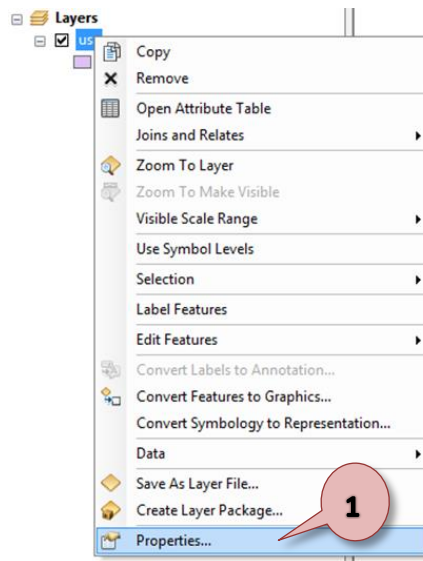 Layers
us
Copy
Remove
Open Attribute Table
Joins and Relates
Zoom To Layer
Zoom To Make Visible
Visible Scale Range
Use Symbol Levels
Selection
Label Features
Edit Features
Convert Labels to Annotation...
Convert Features to Graphics...
Convert Symbology to Representation...
Data
Save As Layer File...
Create Layer Package...
1
Properties...